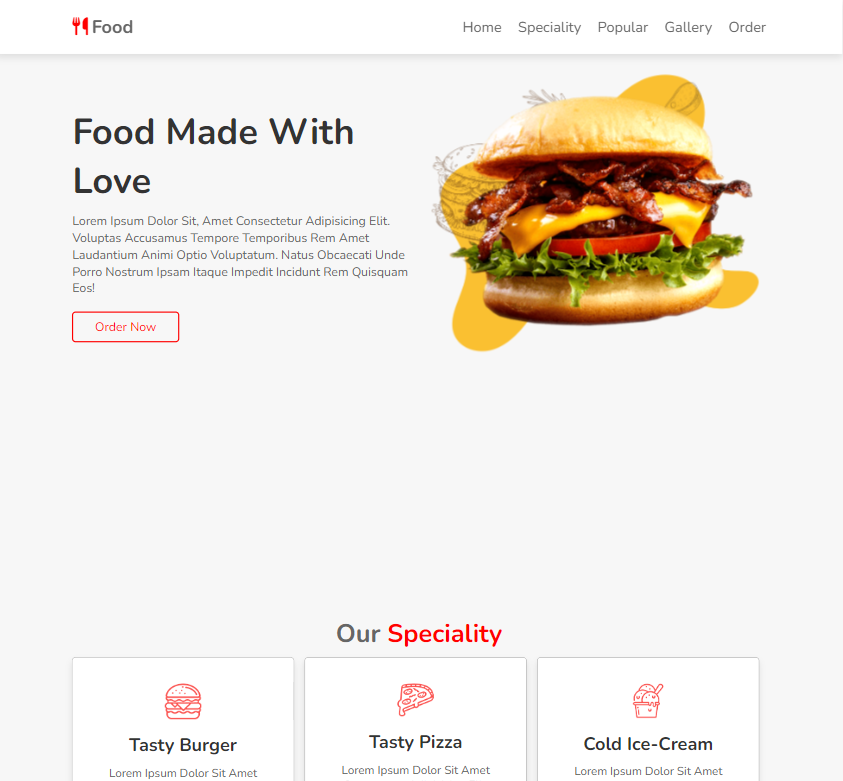 Food
Home Speciality Popular Gallery Order
Food Made With
Love
Lorem Ipsum Dolor Sit, Amet Consectetur Adipisicing Elit.
Voluptas Accusamus Tempore Temporibus Rem Amet
Laudantium Animi Optio Voluptatum. Natus Obcaecati Unde
Porro Nostrum Ipsam Itaque Impedit Incidunt Rem Quisquam
Eos!
Order Now
Our Speciality
Tasty Burger
Lorem Ipsum Dolor Sit Amet
Tasty Pizza
Lorem Ipsum Dolor Sit Amet
Cold Ice-Cream
Lorem Ipsum Dolor Sit Amet